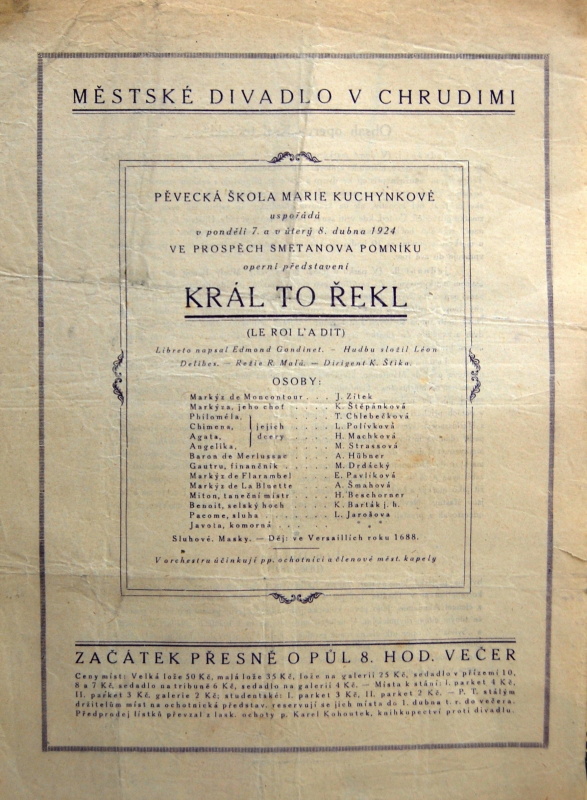 MĚSTSKÉ DIVADLO V CHRUDIMI
PĚVECKÁ ŠKOLA MARIE KUCHYNKOVÉ
uspořádá
v pondělí 7. a v úterý 8. dubna 1924
VE PROSPĚCH SMETANOVA POMNÍKU
operní představení
KRÁL TO ŘEKL
(LE ROI L'A DIT)
Libreto napsal Edmond Gondinet. – Hudbu složil Léon
Delibes. — Režie R. Malá. — Dirigent K. Štika.
OSOBY:
Markýz de Moncontour . . . J. Zítek
Markýza, jeho choť . . . . K. Štěpánková
Philoméla, T. Chlebečková
Chimena, jejich . . . . L. Polívková
Agata, dcery . . . . H. Machková
Angelika, M. Strassová
Baron de Merlussac . . . . A. Hübner
Gautru, finančník . . . . . M. Drdácký
Markýz de Flarambel . . . . E. Pavlíková
Markýz de La Bluette . . . . A. Šmahová
Miton, taneční mistr . . . . H. Beschorner
Benoit, selský hoch . . . . K. Barták j. h.
Pacome, sluha . . . . . . L. Jarošova
Javota, komorná . . . . . * * *
Sluhové. Masky. — Děj: ve Versaillích roku 1688.
V orchestru účinkují pp. ochotníci a členové měst. kapely
ZAČÁTEK PŘESNĚ O PŮL 8. HOD. VEČER
Ceny míst: Velká lože 50 Kč, malá lože 35 Kč, lože na galerii 25 Kč, sedadlo v přízemí 10,
8 a 7 Kč, sedadlo na tribuně 6 Kč, sedadlo na galerii 4 Kč. — Místa k stání: I. parket 4 Kč,
II. parket 3 Kč, galerie 2 Kč; studentské: I. parket 3 Kč, II. parket 2 Kč. — P. T. stálým
držitelům míst na ochotnická představ. reservují se jich místa do 1. dubna t. r. do večera.
Předprodej lístků převzal z lask. ochoty p. Karel Kohoutek, knihkupectví proti divadlu.